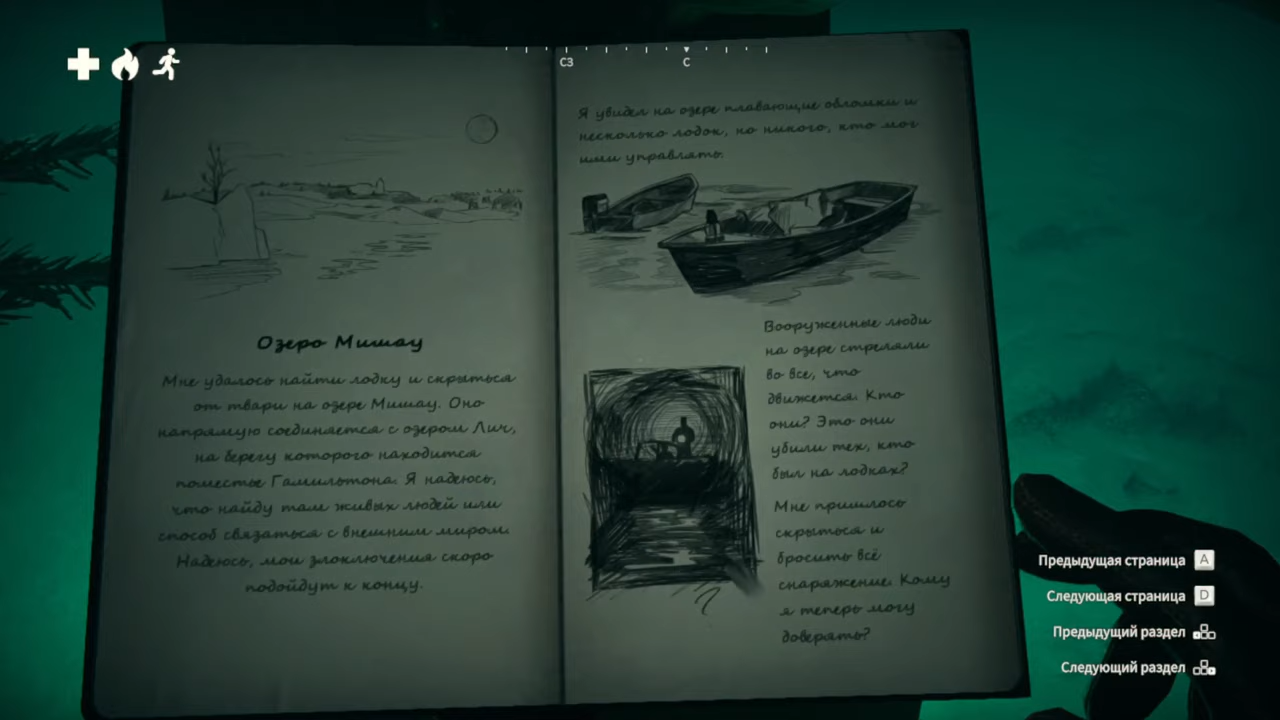 СЗ
С
Озеро Мишау
Мне удалось найти лодку и скрыться
от твари на озере Мишау. Оно
напрямую соединяется с озером Лич,
на берегу которого находится
поместье Гамильтона. Я надеюсь,
что найду там живых людей или
способ связаться с внешним миром.
Надеюсь, мои злоключения скоро
подойдут к концу.
Я увидел на озере плавающие обломки и
несколько лодок, но никого, кто мог
ими управлять.
Вооруженные люди
на озере стреляли
во все, что
движется. Кто
они? Это они
убили тех, кто
был на лодках?
Мне пришлось
скрыться и
бросить всё
снаряжение. Кому
я теперь могу
доверять?
Предыдущая страница A
Следующая страница D
Предыдущий раздел
Следующий раздел